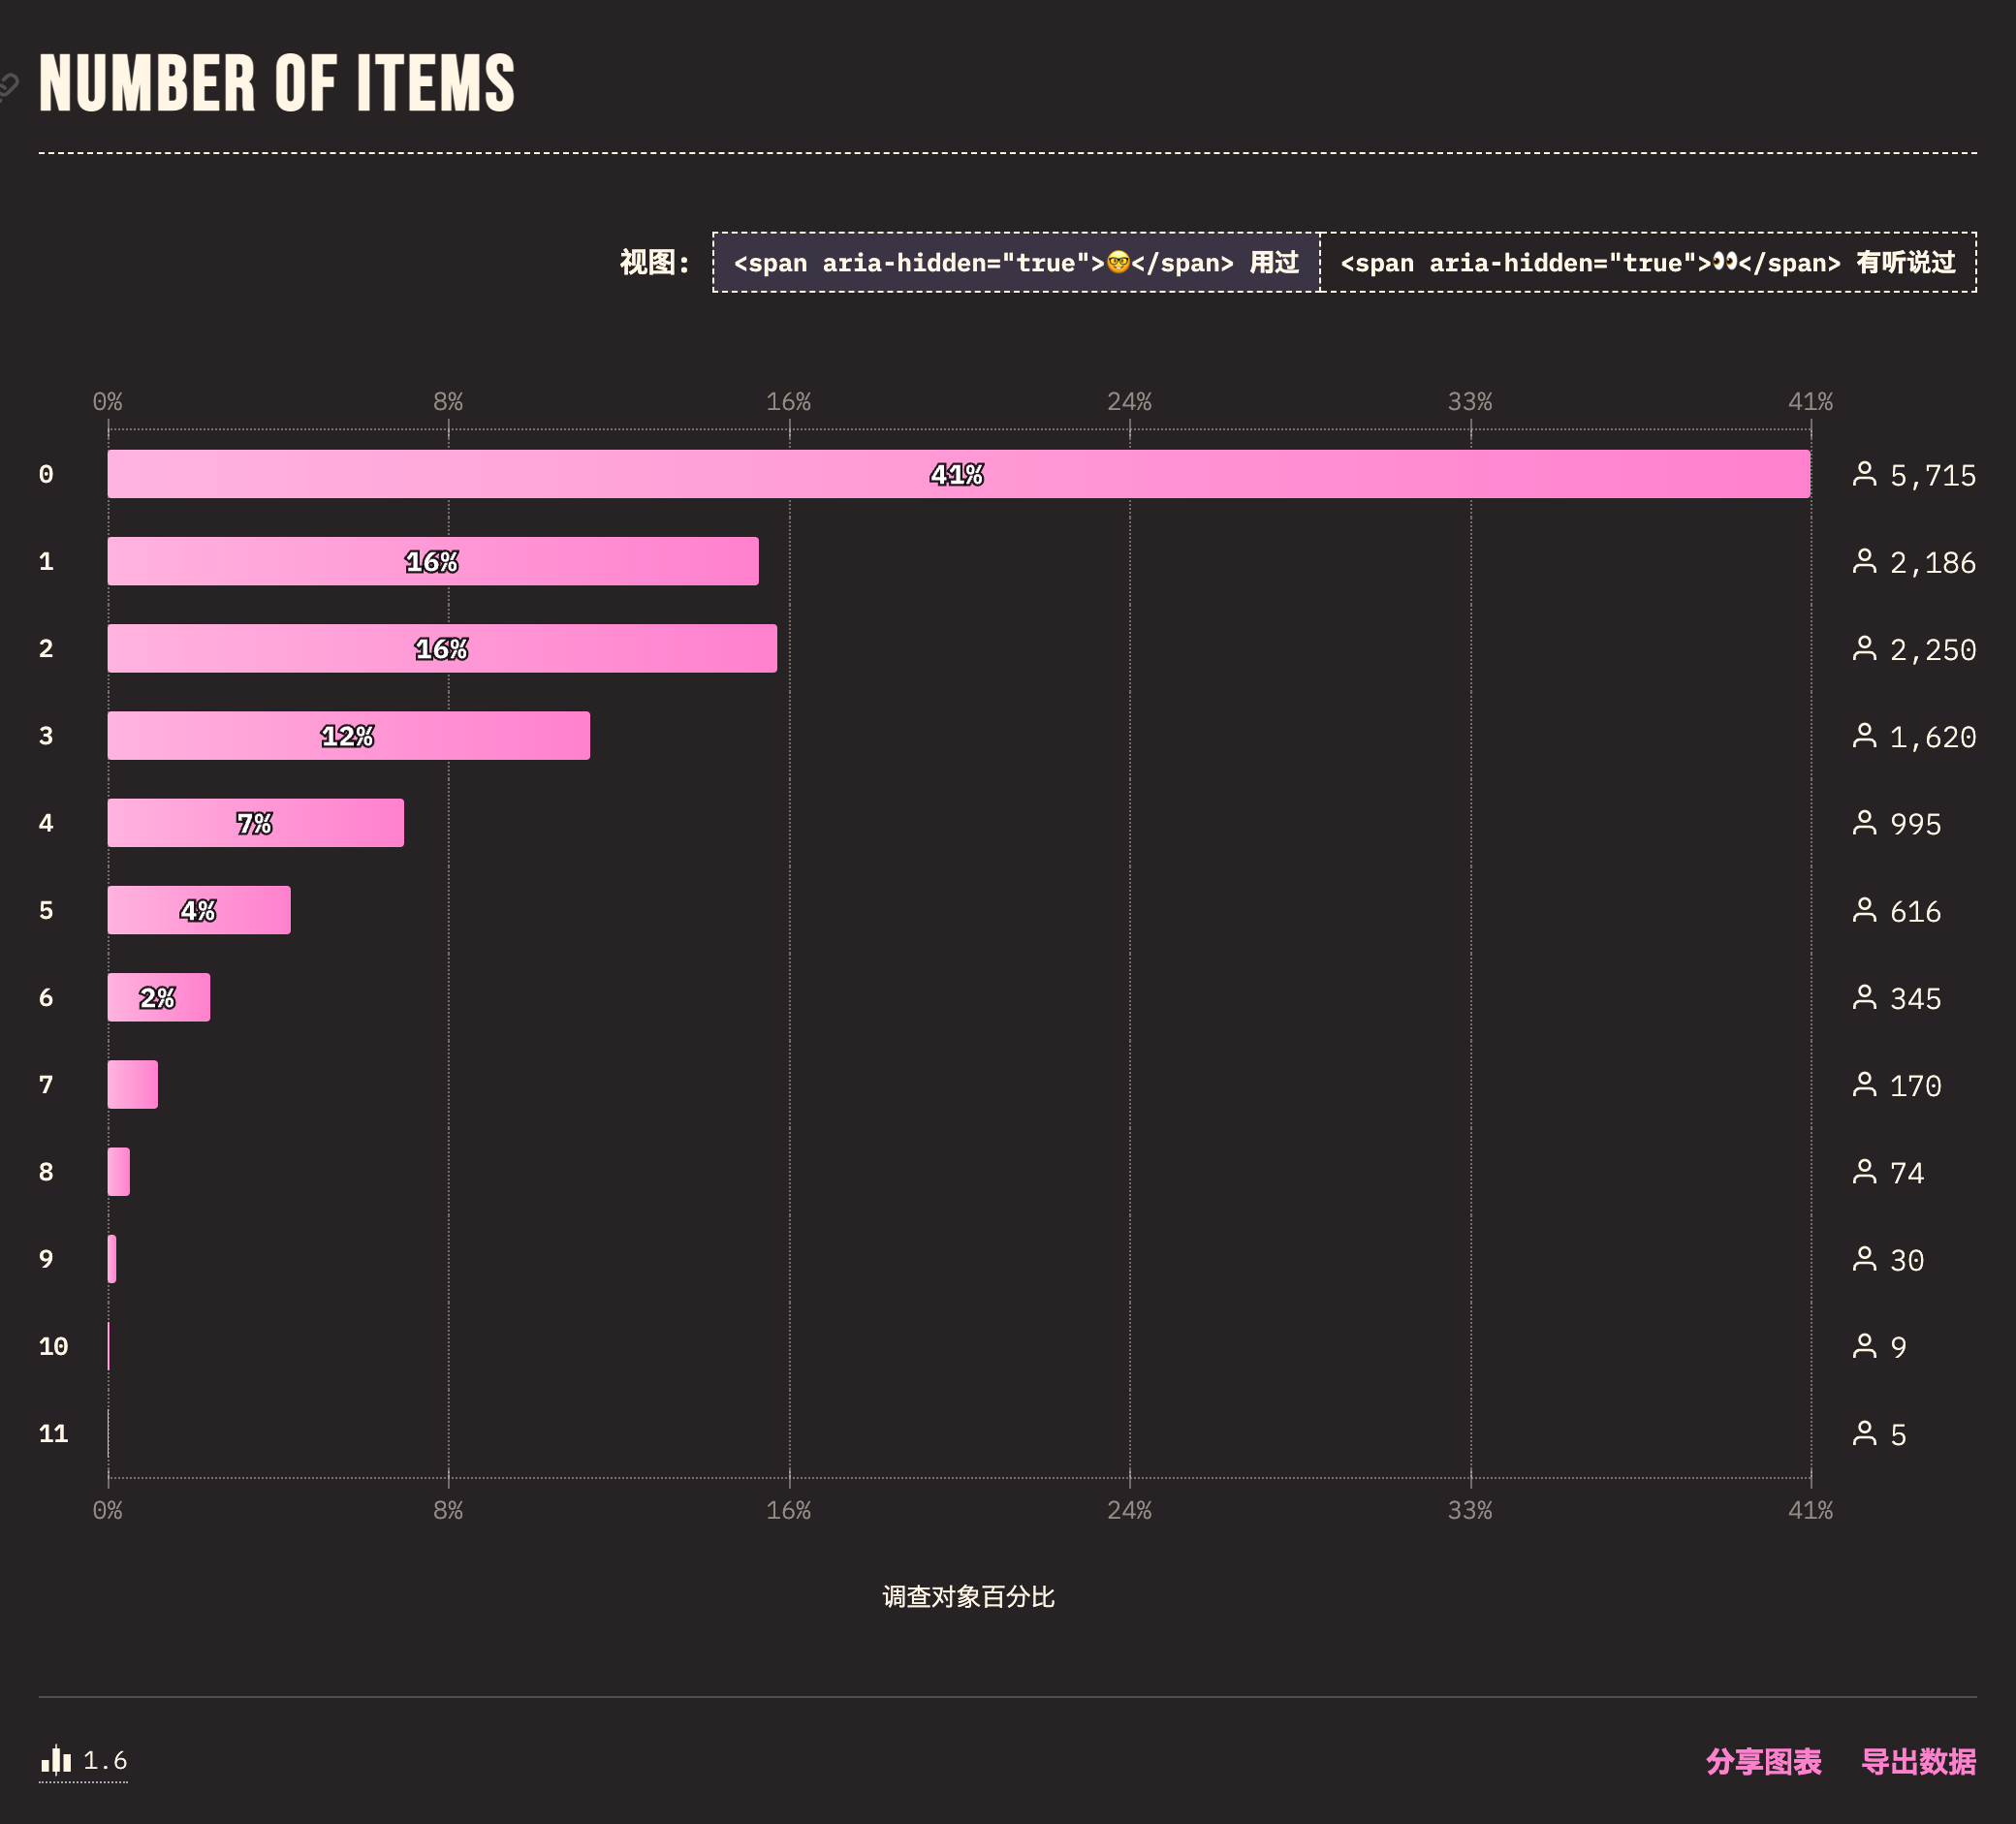 NUMBER OF ITEMS
视图: <span aria-hidden="true">🤓</span> 用过 <span aria-hidden="true">👀</span> 有听说过
0% 8% 16% 24% 33% 41%
0 41% 5,715
1 16% 2,186
2 16% 2,250
3 12% 1,620
4 7% 995
5 4% 616
6 2% 345
7 170
8 74
9 30
10 9
11 5
0% 8% 16% 24% 33% 41%
调查对象百分比
1.6 分享图表 导出数据